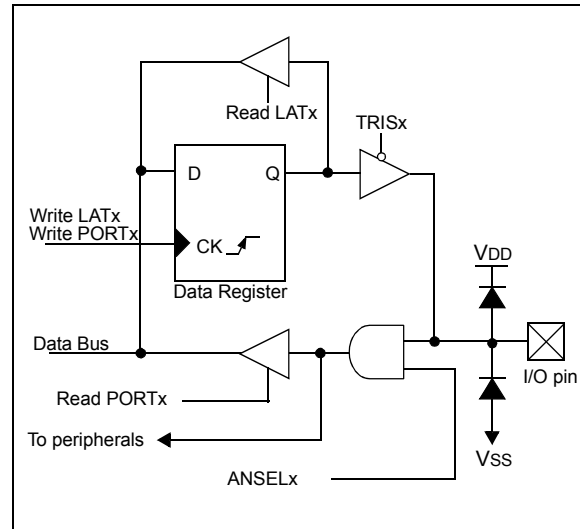 Read LATx
TRISx
D
Q
Write LATx
Write PORTx
CK
VDD
Data Register
Data Bus
I/O pin
Read PORTx
To peripherals
VSS
ANSELx